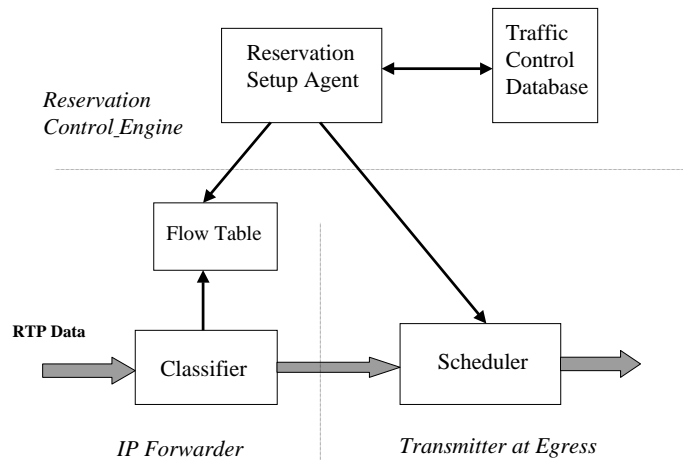 Reservation
Setup Agent
Traffic
Control
Database
Reservation
Control_Engine
Flow Table
RTP Data
Classifier
Scheduler
IP Forwarder
Transmitter at Egress